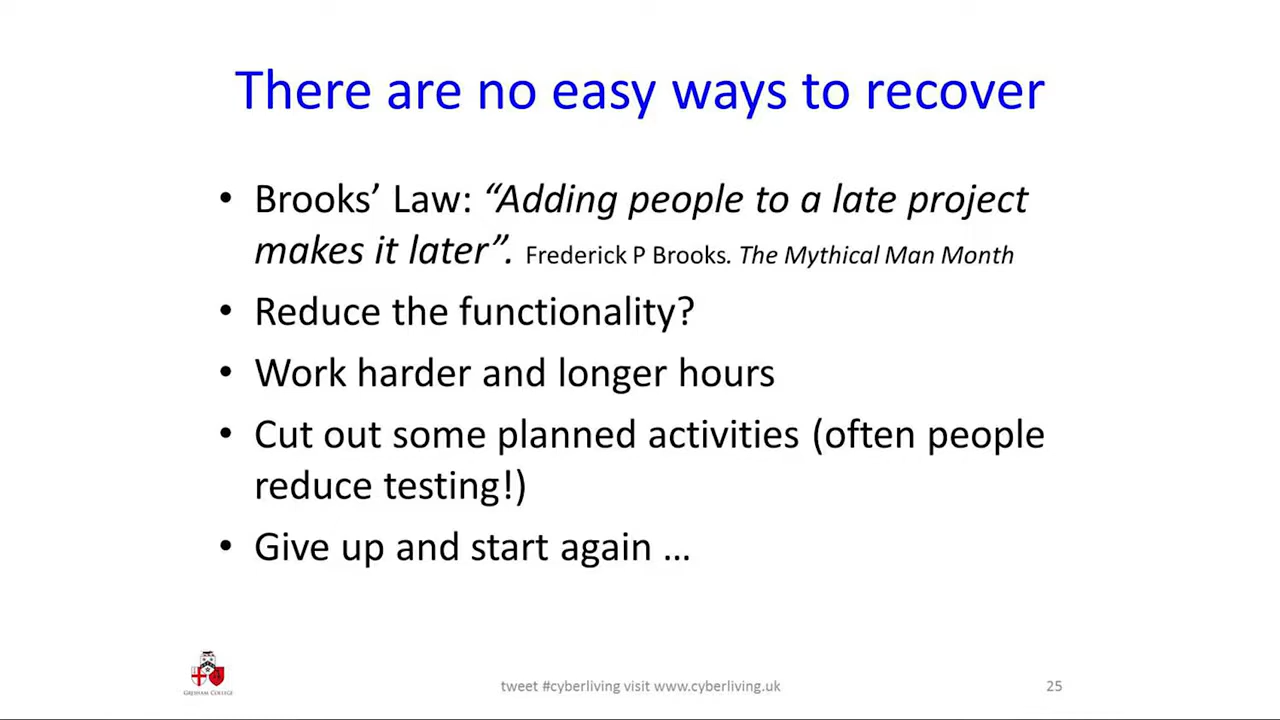 There are no easy ways to recover
• Brooks’ Law: “Adding people to a late project
makes it later”. Frederick P Brooks. The Mythical Man Month
• Reduce the functionality?
• Work harder and longer hours
• Cut out some planned activities (often people
reduce testing!)
• Give up and start again …
GRESHAM COLLEGE
tweet #cyberliving visit www.cyberliving.uk
25